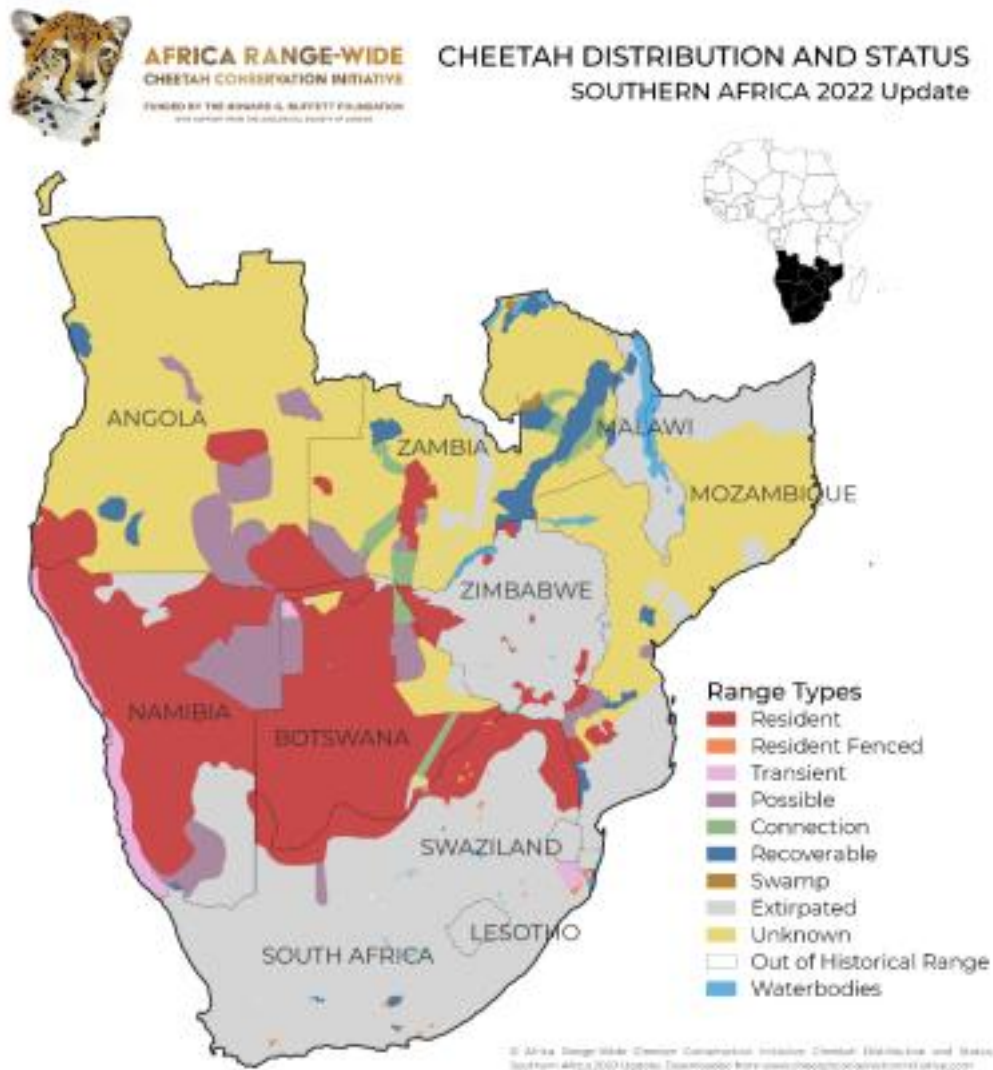 AFRICA RANGE-WIDE
CHEETAH CONSERVATION INITIATIVE
FUNDED BY THE HOWARD G. BUFFETT FOUNDATION
CHEETAH DISTRIBUTION AND STATUS
SOUTHERN AFRICA 2022 Update
ANGOLA
ZAMBIA
MALAWI
MOZAMBIQUE
ZIMBABWE
NAMIBIA
BOTSWANA
SWAZILAND
LESOTHO
SOUTH AFRICA
Range Types
Resident
Resident Fenced
Transient
Possible
Connection
Recoverable
Swamp
Extirpated
Unknown
Out of Historical Range
Waterbodies